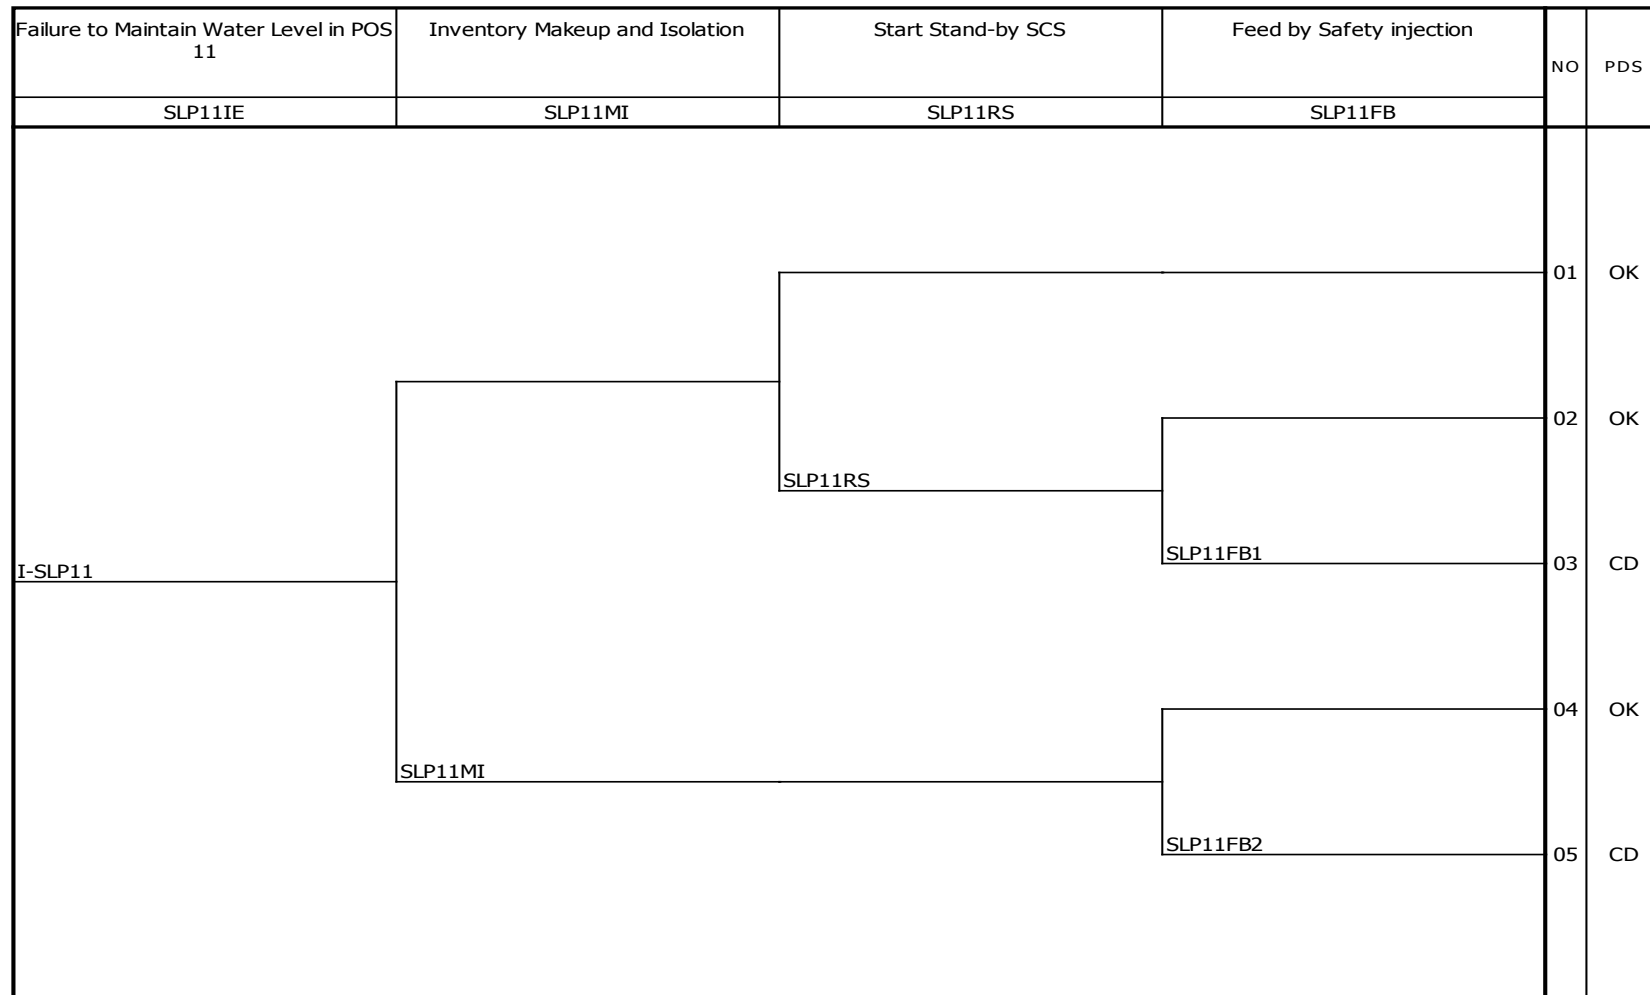 Failure to Maintain Water Level in POS
11
Inventory Makeup and Isolation
Start Stand-by SCS
Feed by Safety injection
NO
PDS
SLP11IE
SLP11MI
SLP11RS
SLP11FB
01
OK
02
OK
SLP11RS
SLP11FB1
03
CD
I-SLP11
04
OK
SLP11MI
SLP11FB2
05
CD